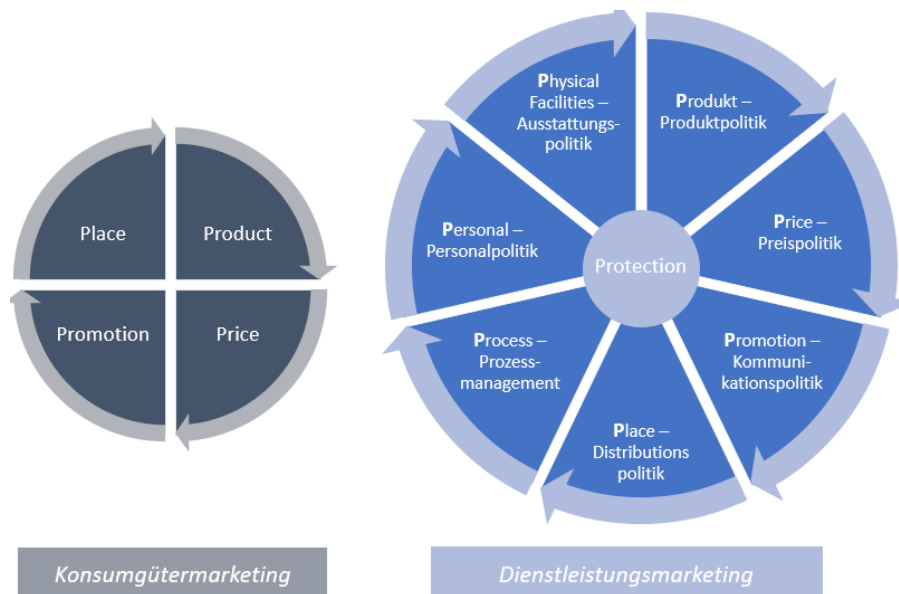 Place
Product
Promotion
Price
Konsumgütermarketing
Physical
Facilities –
Ausstattungs-
politik
Produkt –
Produktpolitik
Price –
Preispolitik
Promotion –
Kommuni-
kationspolitik
Place –
Distributions
politik
Process –
Prozess-
management
Personal –
Personalpolitik
Protection
Dienstleistungsmarketing